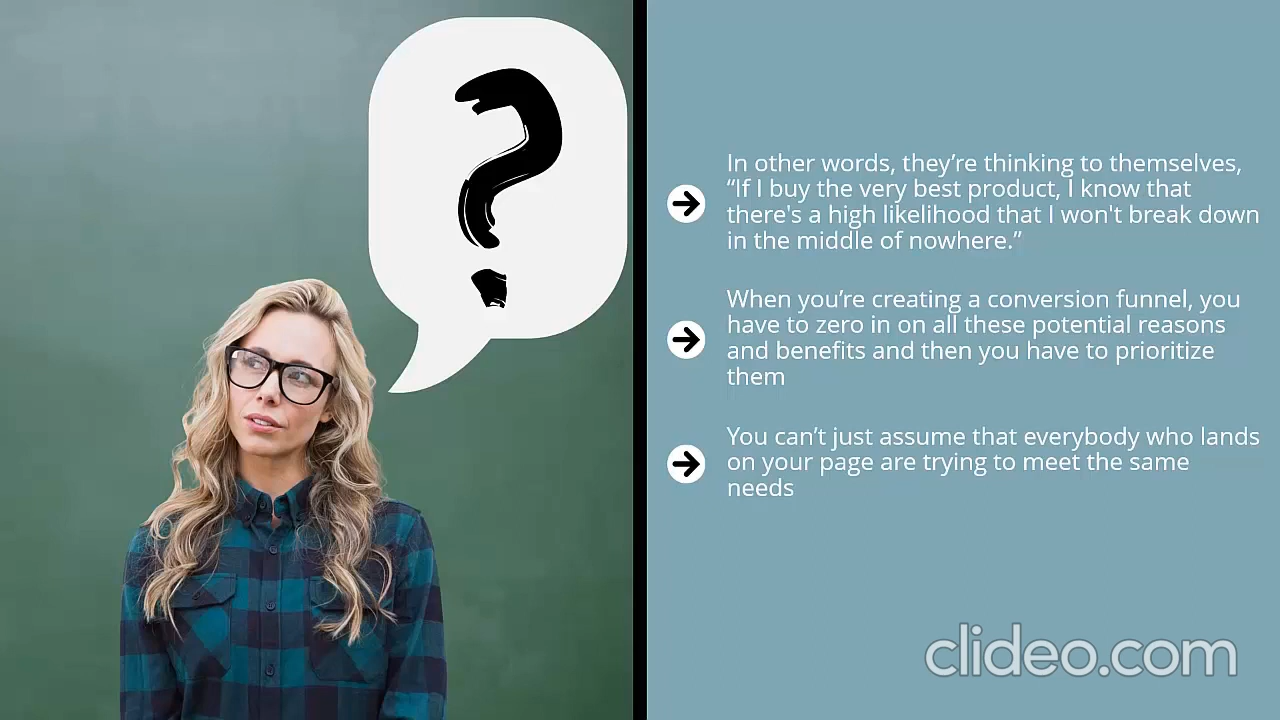 ?
In other words, they’re thinking to themselves,
“If I buy the very best product, I know that
there's a high likelihood that I won't break down
in the middle of nowhere.”
When you’re creating a conversion funnel, you
have to zero in on all these potential reasons
and benefits and then you have to prioritize
them
You can’t just assume that everybody who lands
on your page are trying to meet the same
needs
clideo.com